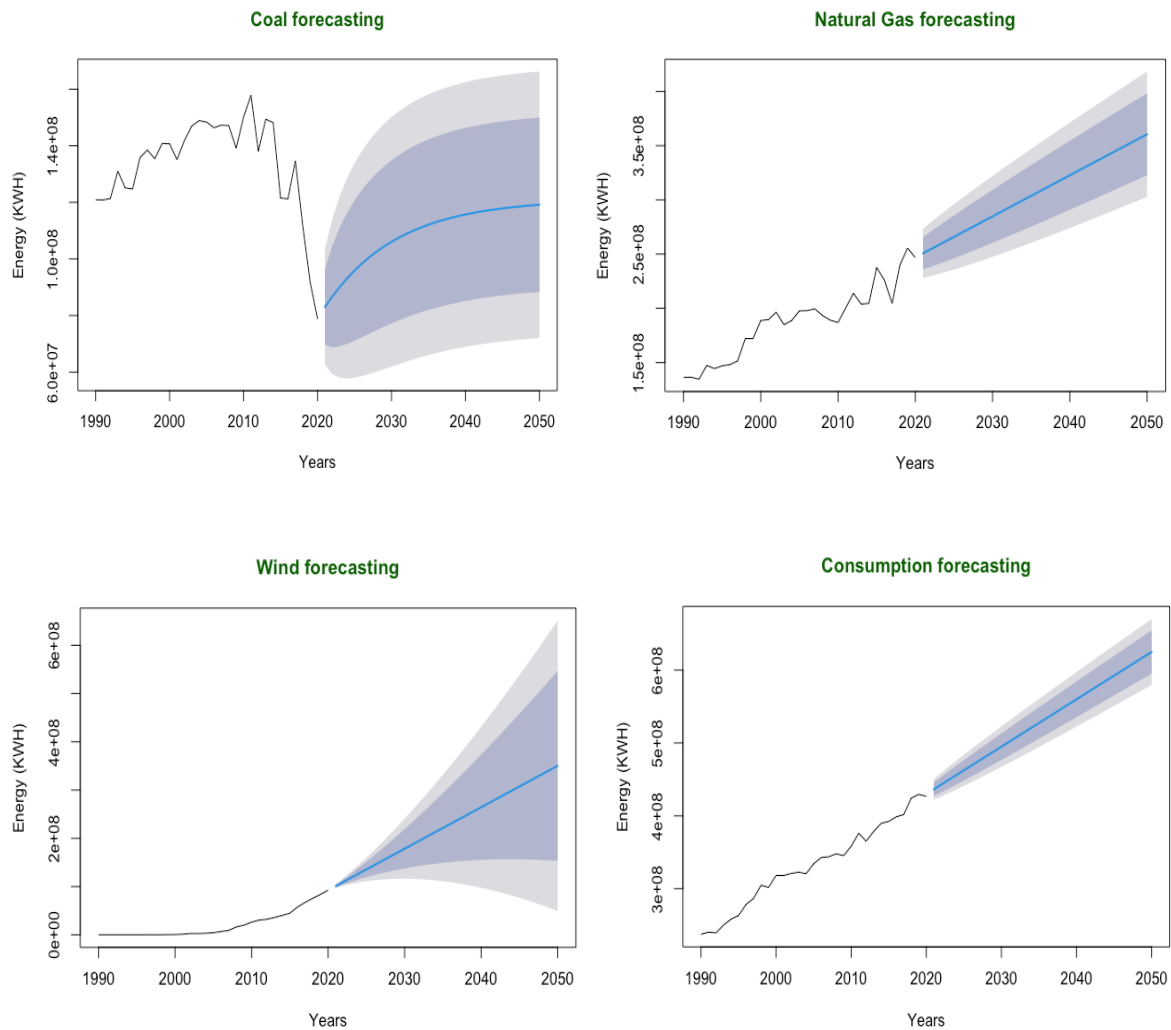 Coal forecasting
Energy (KWH)
1.4e+08
1.0e+08
6.0e+07
1990 2000 2010 2020 2030 2040 2050
Years
Natural Gas forecasting
Energy (KWH)
3.5e+08
2.5e+08
1.5e+08
1990 2000 2010 2020 2030 2040 2050
Years
Wind forecasting
Energy (KWH)
6e+08
4e+08
2e+08
0e+00
1990 2000 2010 2020 2030 2040 2050
Years
Consumption forecasting
Energy (KWH)
6e+08
5e+08
4e+08
3e+08
1990 2000 2010 2020 2030 2040 2050
Years